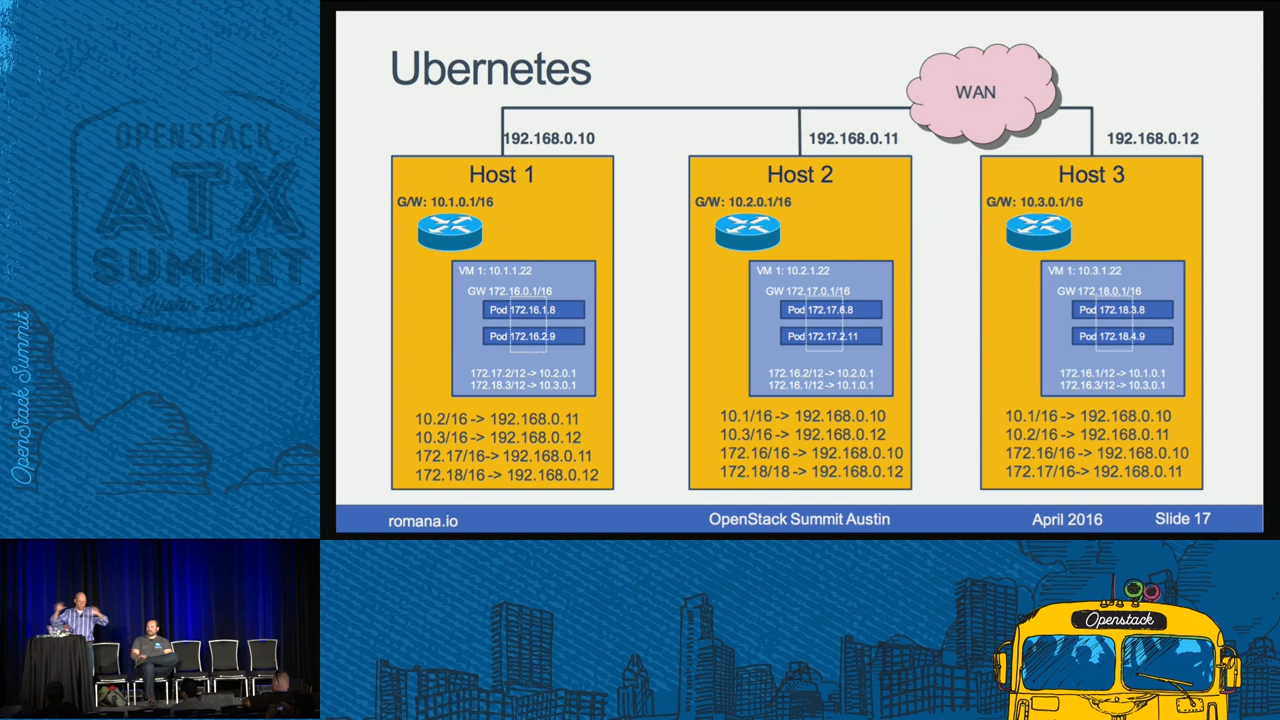 Ubernetes
WAN
192.168.0.10
192.168.0.11
192.168.0.12
Host 1
G/W: 10.1.0.1/16
VM 1: 10.1.1.22
GW 172.16.0.1/16
Pod 172.16.1.8
Pod 172.16.2.9
172.17.2/12 -> 10.2.0.1
172.18.3/12 -> 10.3.0.1
10.2/16 -> 192.168.0.11
10.3/16 -> 192.168.0.12
172.17/16-> 192.168.0.11
172.18/16-> 192.168.0.12
Host 2
G/W: 10.2.0.1/16
VM 1: 10.2.1.22
GW 172.17.0.1/16
Pod 172.17.6.8
Pod 172.17.2.11
172.16.2/12 -> 10.2.0.1
172.16.1/12 -> 10.1.0.1
10.1/16 -> 192.168.0.10
10.3/16 -> 192.168.0.12
172.16/16 -> 192.168.0.10
172.18/18 -> 192.168.0.12
Host 3
G/W: 10.3.0.1/16
VM 1: 10.3.1.22
GW 172.18.0.1/16
Pod 172.18.3.8
Pod 172.18.4.9
172.16.1/12 -> 10.1.0.1
172.16.3/12 -> 10.3.0.1
10.1/16 -> 192.168.0.10
10.2/16 -> 192.168.0.11
172.16/16-> 192.168.0.10
172.17/16-> 192.168.0.11
romana.io
OpenStack Summit Austin
April 2016
Slide 17
OPENSTACK
ATX
SUMMIT
OpenStack Summit
Openstack